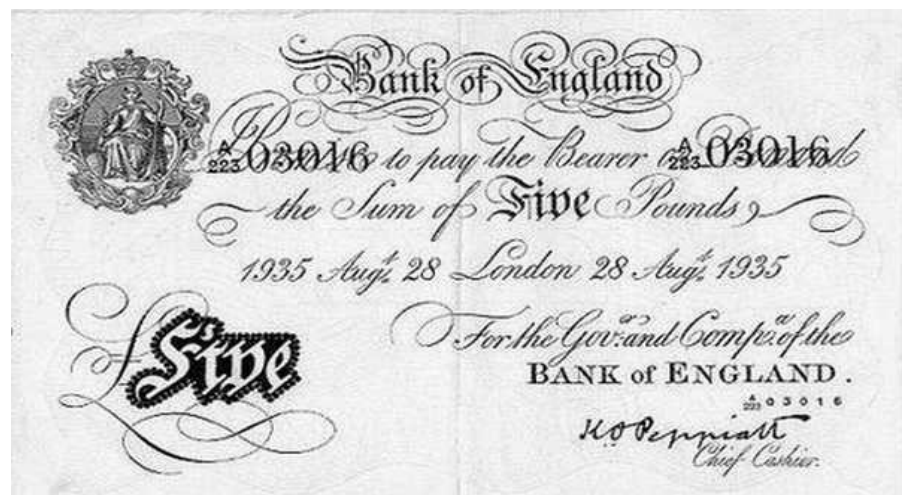 Bank of England
A/223 03016 to pay the Bearer A/223 03016
the Sum of Five Pounds
1935 Augt. 28 London 28 Augt. 1935
For the Govr. and Compa. of the
BANK of ENGLAND.
A/223 03016
£Five
K O Peppiatt
Chief Cashier.